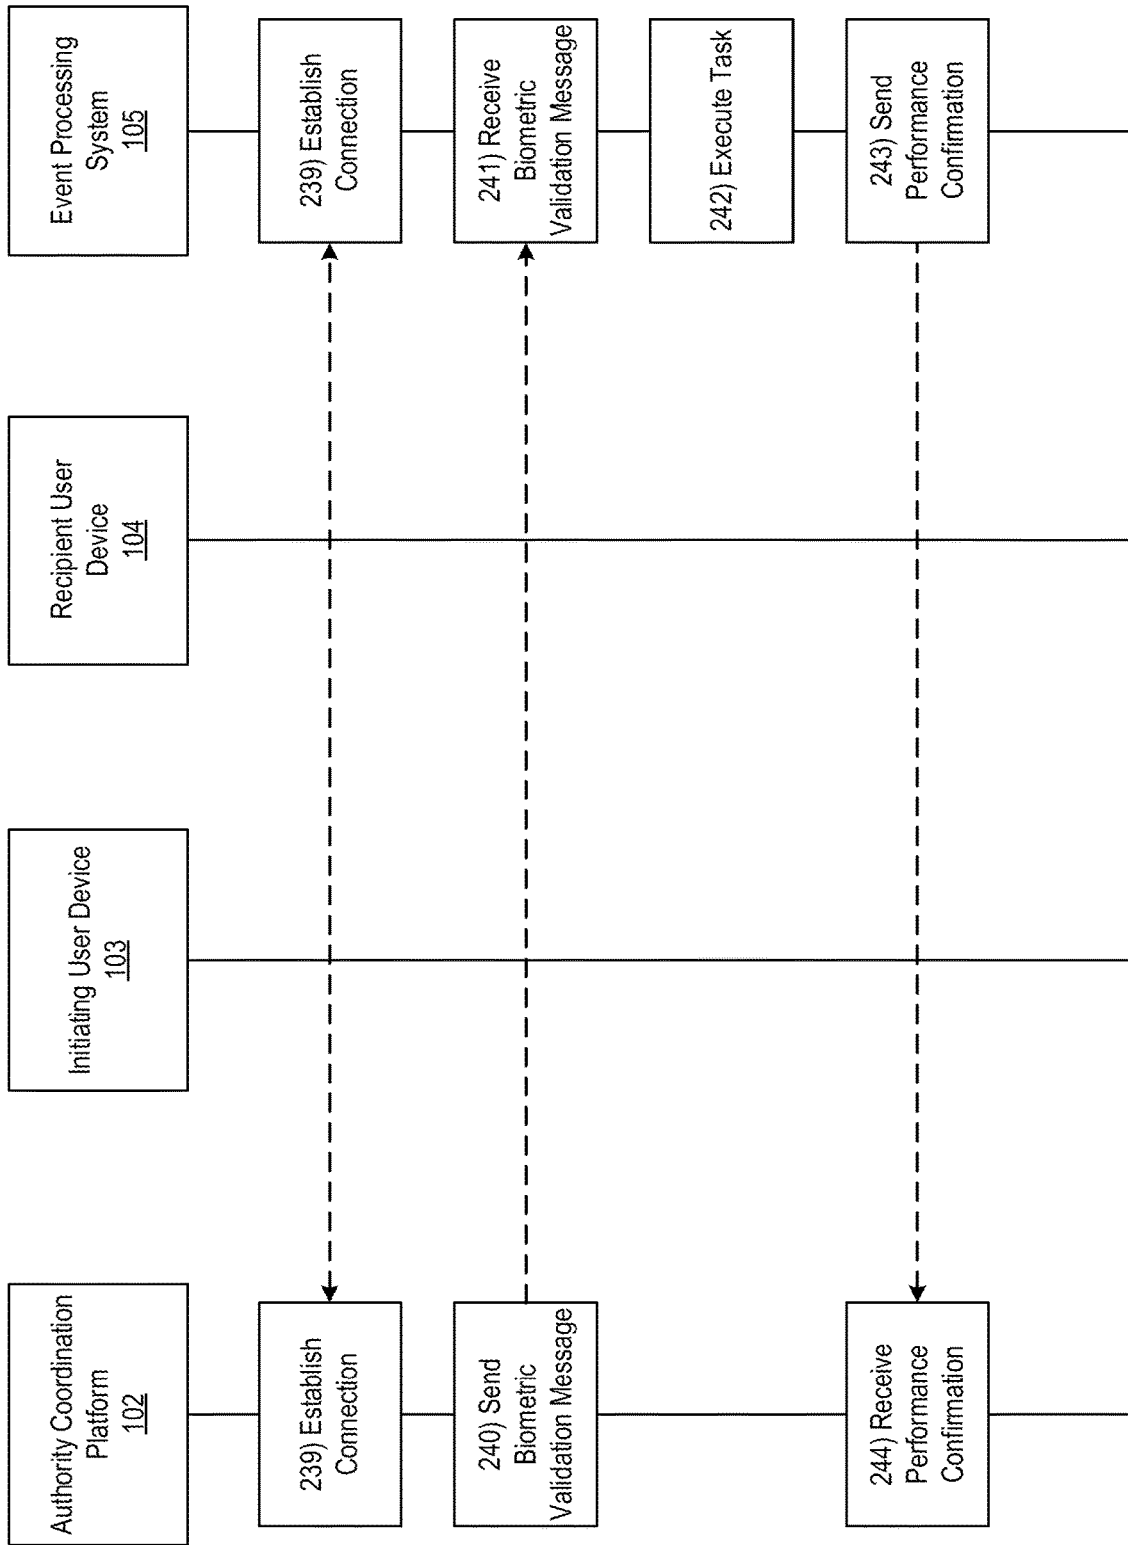 Authority Coordination
Platform
102
Initiating User Device
103
Recipient User
Device
104
Event Processing
System
105
239) Establish
Connection
239) Establish
Connection
240) Send
Biometric
Validation Message
241) Receive
Biometric
Validation Message
242) Execute Task
244) Receive
Performance
Confirmation
243) Send
Performance
Confirmation